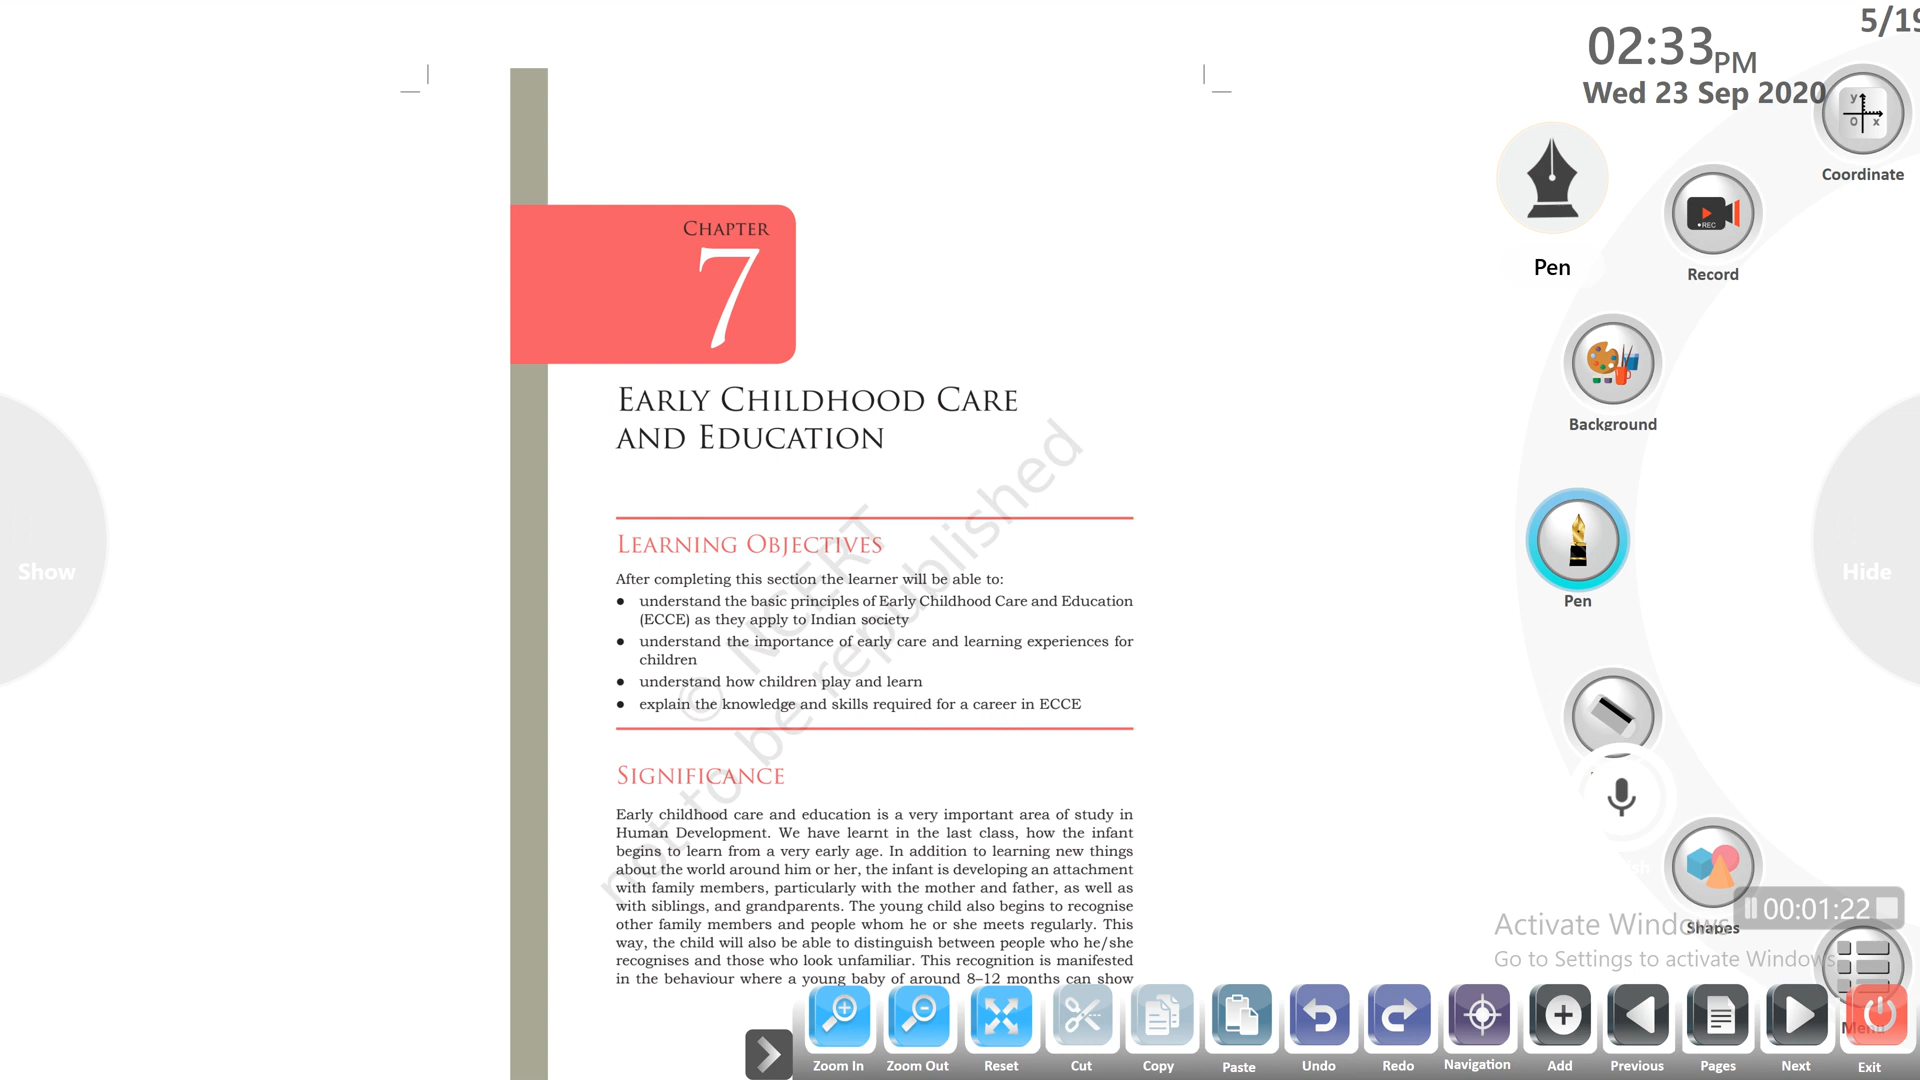 5/19
02:33PM
Wed 23 Sep 2020
Coordinate
Record
Pen
Background
Pen
Show
Hide
Shapes
00:01:22
Activate Windows
Go to Settings to activate Windows
Menu
CHAPTER
7
EARLY CHILDHOOD CARE
AND EDUCATION
LEARNING OBJECTIVES
After completing this section the learner will be able to:
● understand the basic principles of Early Childhood Care and Education
(ECCE) as they apply to Indian society
● understand the importance of early care and learning experiences for
children
● understand how children play and learn
● explain the knowledge and skills required for a career in ECCE
SIGNIFICANCE
Early childhood care and education is a very important area of study in
Human Development. We have learnt in the last class, how the infant
begins to learn from a very early age. In addition to learning new things
about the world around him or her, the infant is developing an attachment
with family members, particularly with the mother and father, as well as
with siblings, and grandparents. The young child also begins to recognise
other family members and people whom he or she meets regularly. This
way, the child will also be able to distinguish between people who he/she
recognises and those who look unfamiliar. This recognition is manifested
in the behaviour where a young baby of around 8–12 months can show
© NCERT
not to be republished
Zoom In
Zoom Out
Reset
Cut
Copy
Paste
Undo
Redo
Navigation
Add
Previous
Pages
Next
Exit